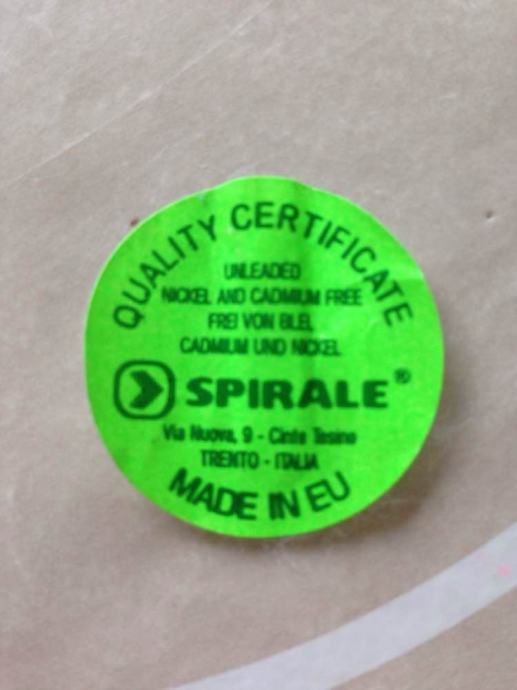 QUALITY CERTIFICATE
UNLEADED
NICKEL AND CADMIUM FREE
FREI VON BLEI,
CADMIUM UND NICKEL
SPIRALE®
Via Nuova, 9 - Cinte Tesino
TRENTO - ITALIA
MADE IN EU